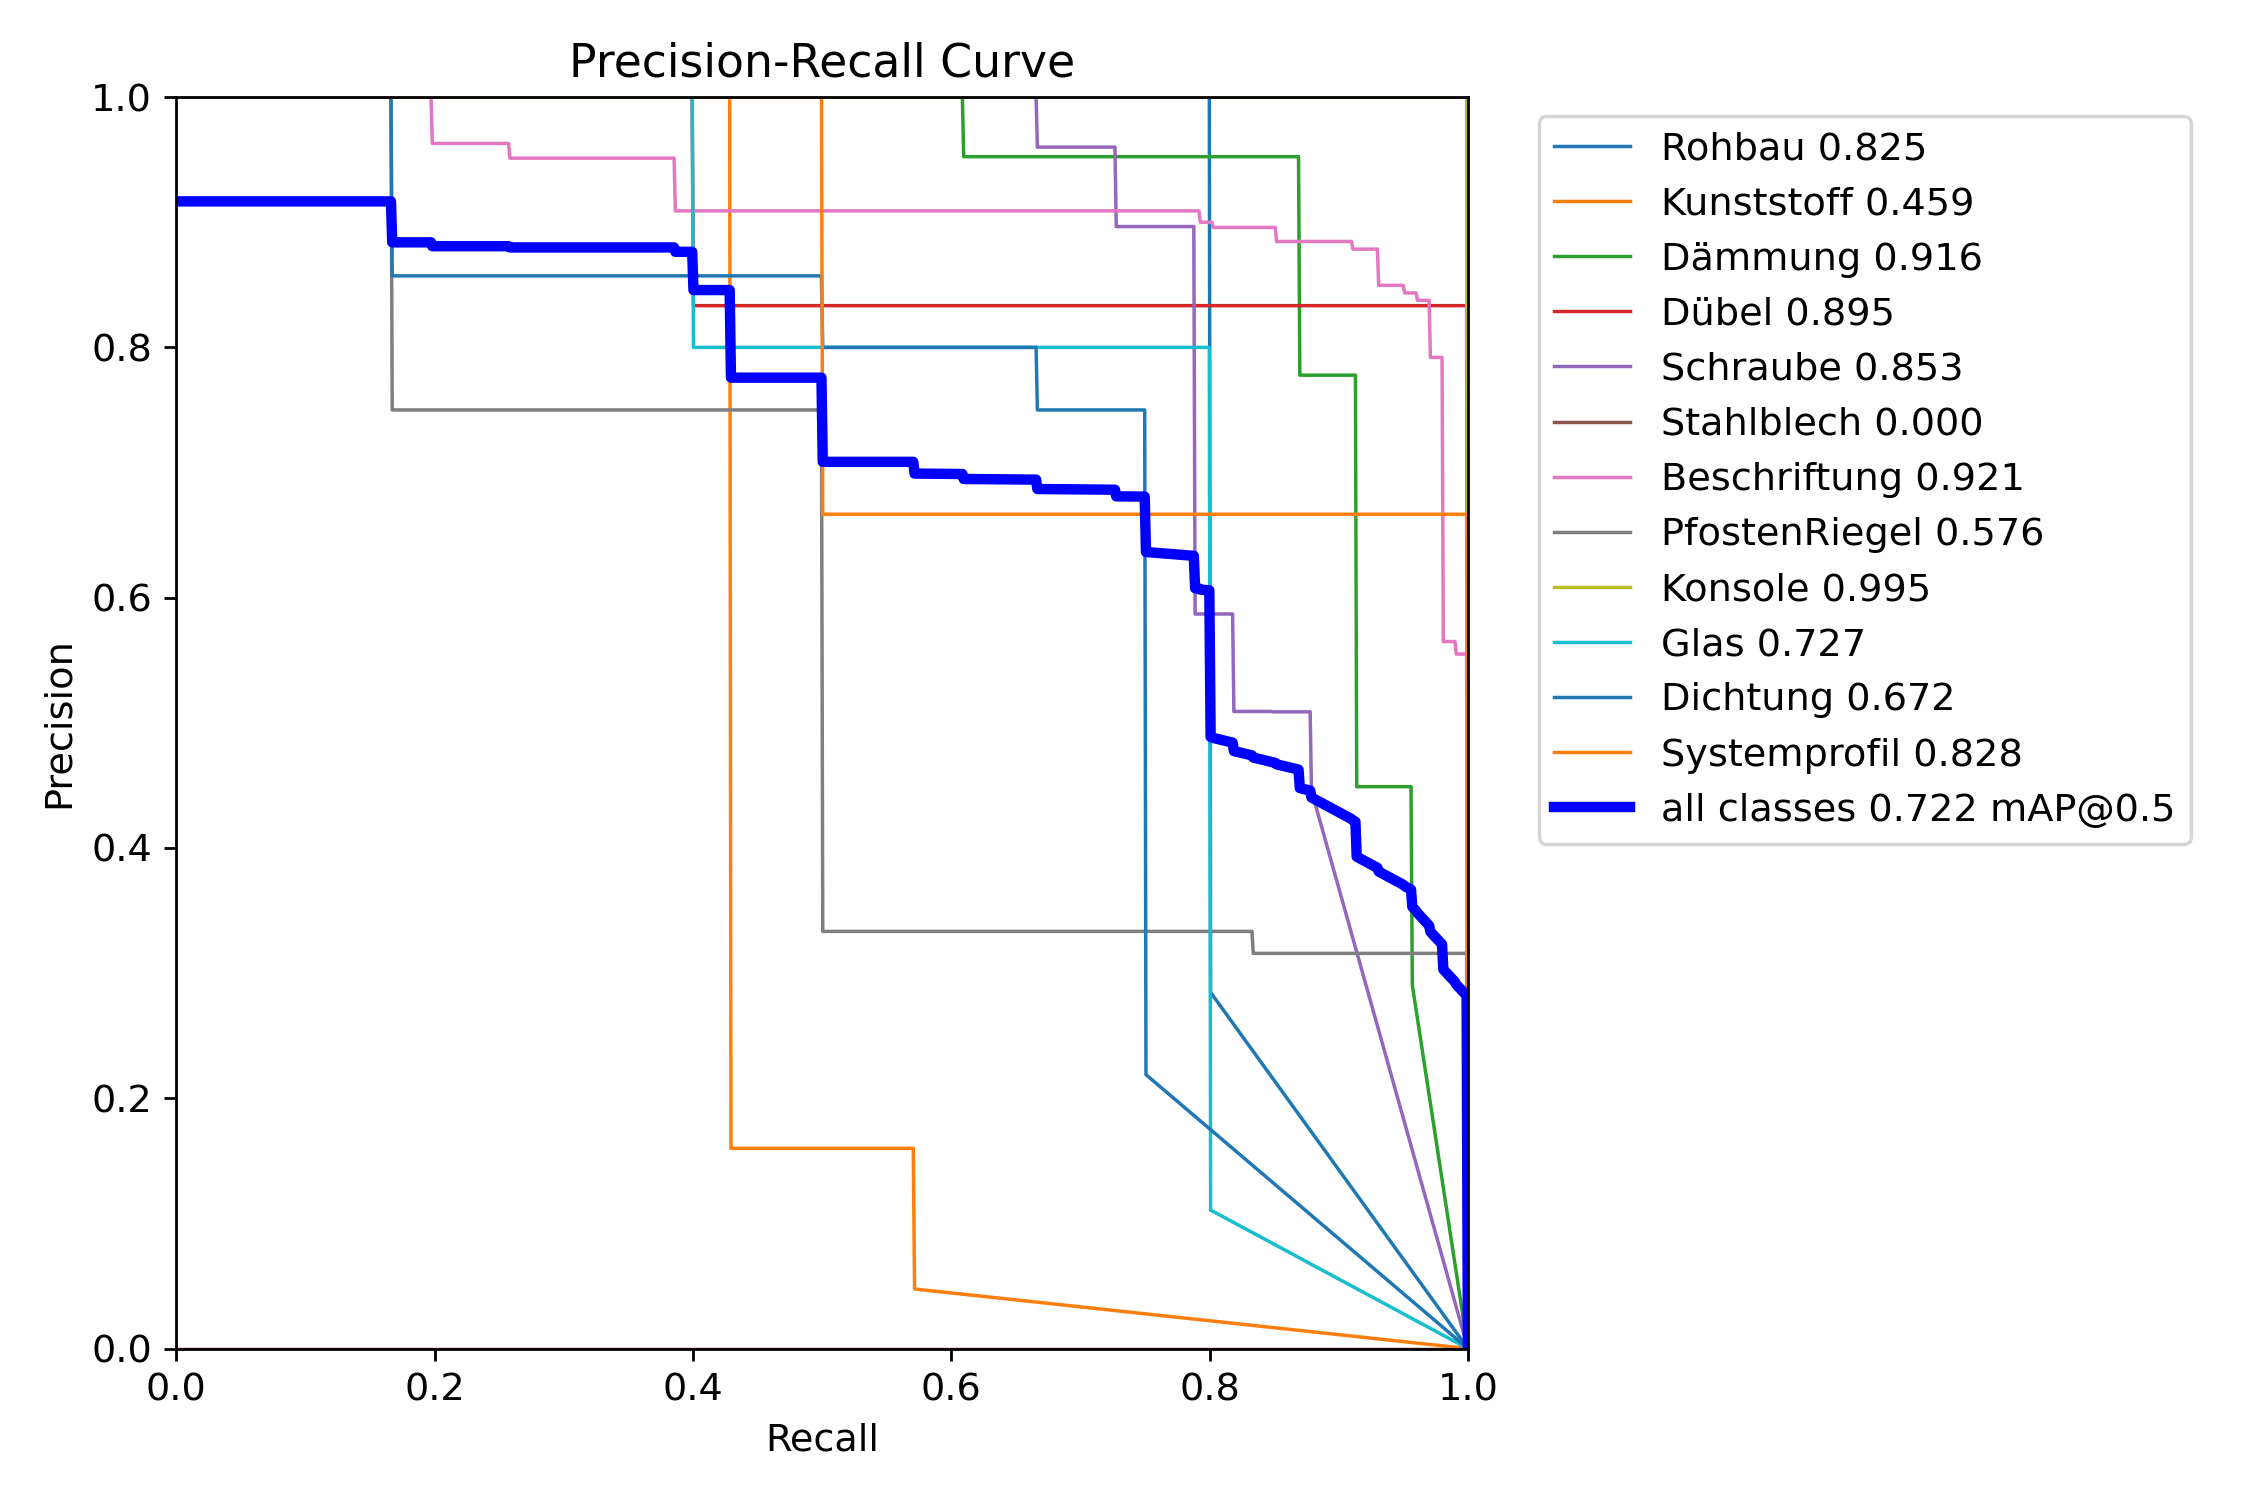 Precision-Recall Curve
1.0
0.8
0.6
0.4
0.2
0.0
Precision
0.0 0.2 0.4 0.6 0.8 1.0
Recall
Rohbau 0.825
Kunststoff 0.459
Dämmung 0.916
Dübel 0.895
Schraube 0.853
Stahlblech 0.000
Beschriftung 0.921
PfostenRiegel 0.576
Konsole 0.995
Glas 0.727
Dichtung 0.672
Systemprofil 0.828
all classes 0.722 mAP@0.5